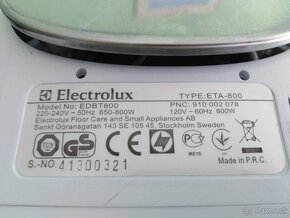 Electrolux
TYPE:ETA-800
Model No: EDBT800
PNC: 910 002 078
220-240V~50Hz 650-800W
120V~60Hz 800W
Electrolux Floor Care and Small Appliances AB
Sankt Göransgatan 143 SE 105 45, Stockholm Sweden
S.-NO.
41300321
ME10
Made in P.R.C.